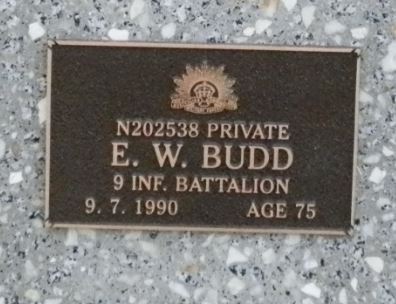 N202538 PRIVATE
E. W. BUDD
9 INF. BATTALION
9. 7. 1990 AGE 75